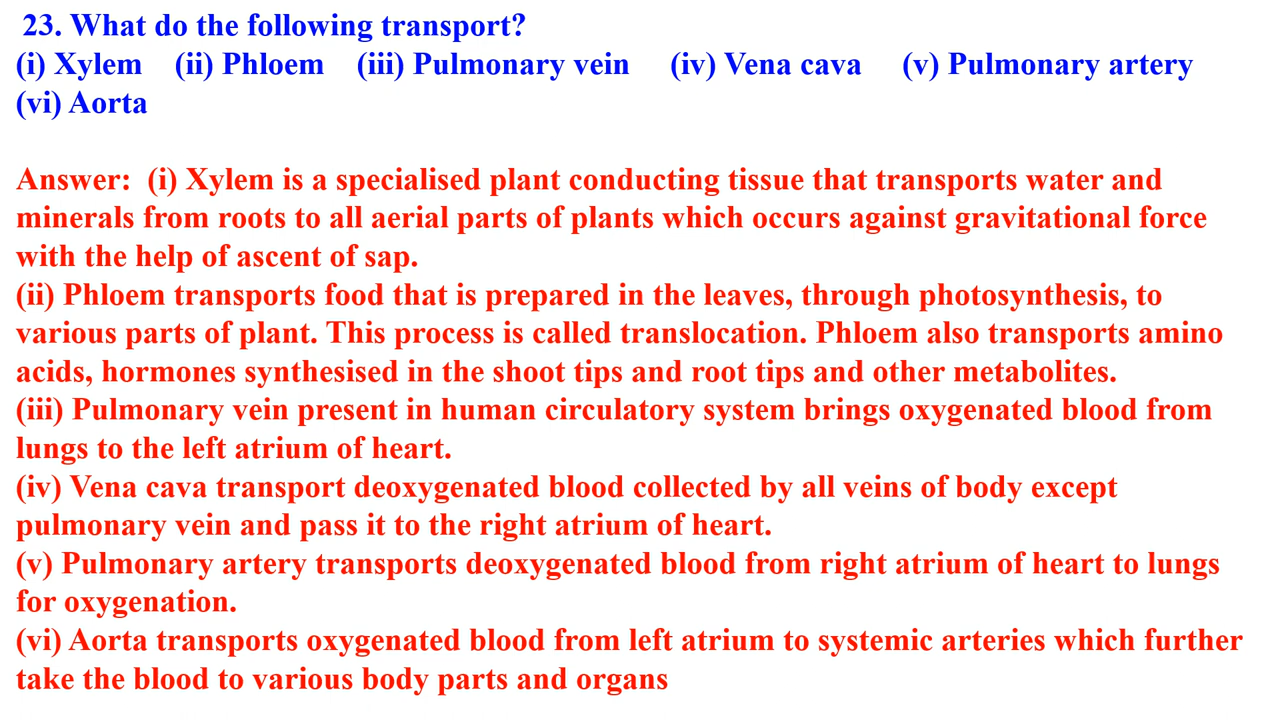 23. What do the following transport?
(i) Xylem (ii) Phloem (iii) Pulmonary vein (iv) Vena cava (v) Pulmonary artery
(vi) Aorta
Answer: (i) Xylem is a specialised plant conducting tissue that transports water and
minerals from roots to all aerial parts of plants which occurs against gravitational force
with the help of ascent of sap.
(ii) Phloem transports food that is prepared in the leaves, through photosynthesis, to
various parts of plant. This process is called translocation. Phloem also transports amino
acids, hormones synthesised in the shoot tips and root tips and other metabolites.
(iii) Pulmonary vein present in human circulatory system brings oxygenated blood from
lungs to the left atrium of heart.
(iv) Vena cava transport deoxygenated blood collected by all veins of body except
pulmonary vein and pass it to the right atrium of heart.
(v) Pulmonary artery transports deoxygenated blood from right atrium of heart to lungs
for oxygenation.
(vi) Aorta transports oxygenated blood from left atrium to systemic arteries which further
take the blood to various body parts and organs